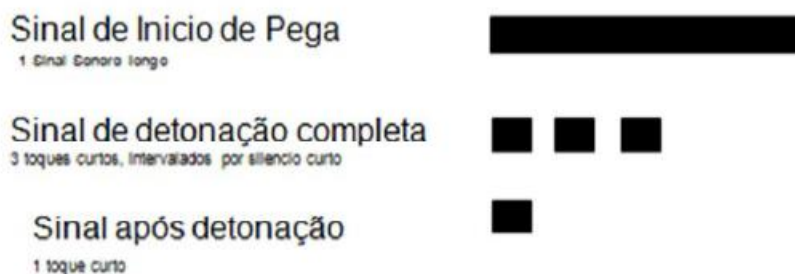 Sinal de Inicio de Pega
1 Sinal Sonoro longo
Sinal de detonação completa
3 toques curtos, Intervalados por silencio curto
Sinal após detonação
1 toque curto